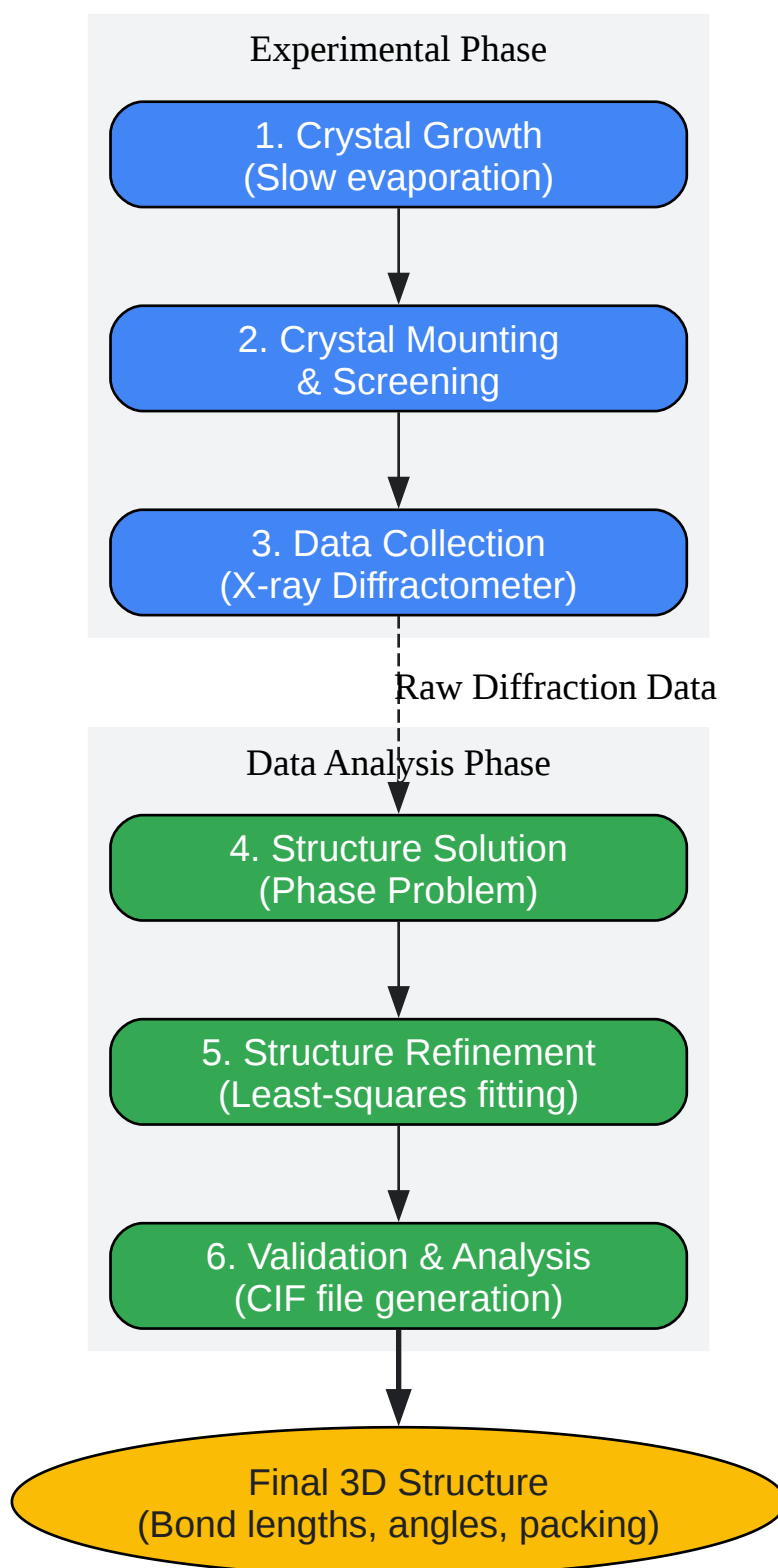 Experimental Phase
1. Crystal Growth
(Slow evaporation)
2. Crystal Mounting
& Screening
3. Data Collection
(X-ray Diffractometer)
Raw Diffraction Data
Data Analysis Phase
4. Structure Solution
(Phase Problem)
5. Structure Refinement
(Least-squares fitting)
6. Validation & Analysis
(CIF file generation)
Final 3D Structure
(Bond lengths, angles, packing)